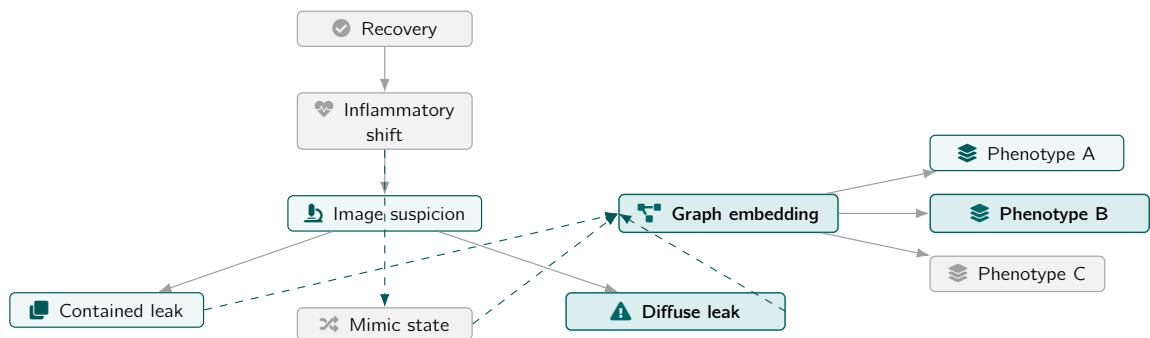 Recovery
Inflammatory
shift
Image suspicion
Contained leak
Mimic state
Diffuse leak
Graph embedding
Phenotype A
Phenotype B
Phenotype C